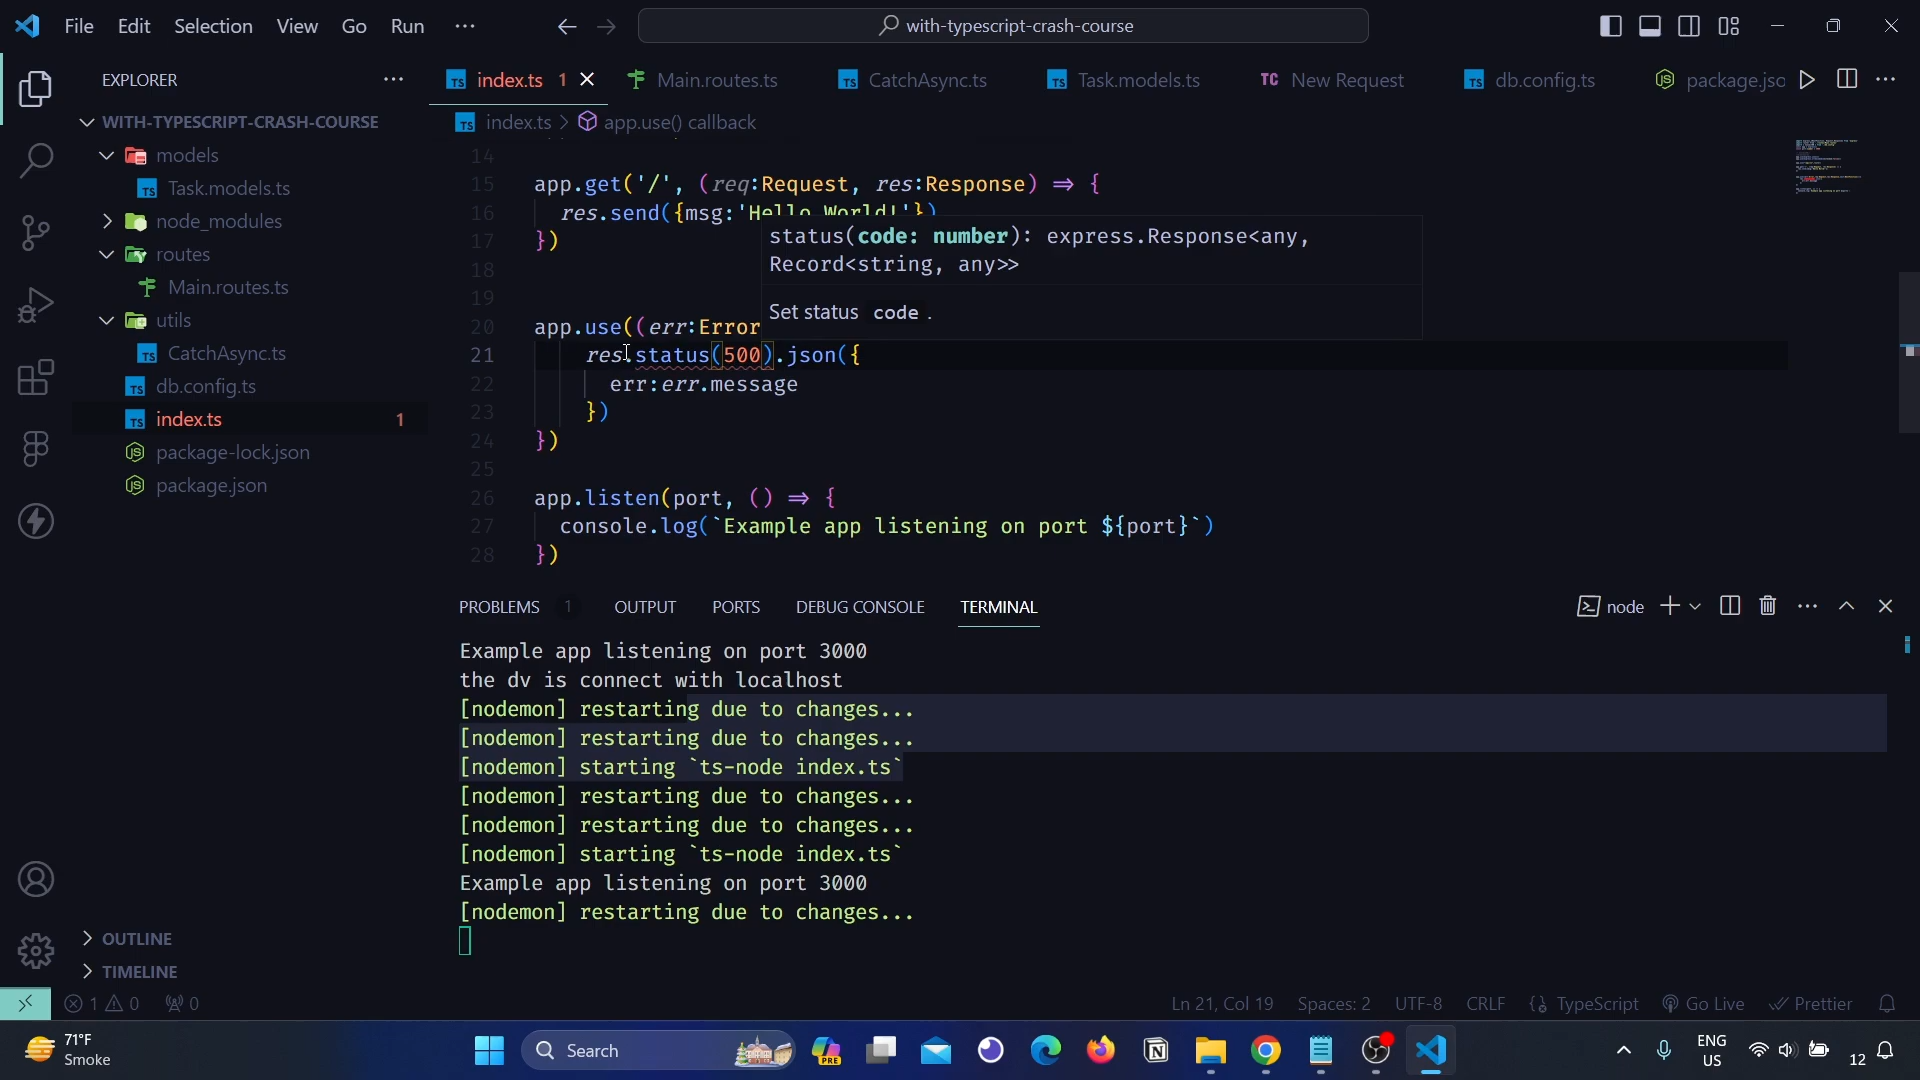 File Edit Selection View Go Run ...
with-typescript-crash-course
EXPLORER
index.ts 1
Main.routes.ts
CatchAsync.ts
Task.models.ts
TC New Request
db.config.ts
package.jso
WITH-TYPESCRIPT-CRASH-COURSE
models
Task.models.ts
node_modules
routes
Main.routes.ts
utils
CatchAsync.ts
db.config.ts
index.ts 1
package-lock.json
package.json
OUTLINE
TIMELINE
index.ts > app.use() callback
14
15 app.get('/', (req:Request, res:Response) => {
16 res.send({msg:'Hello World!'})
17 })
18
19
status(code: number): express.Response<any,
Record<string, any>>
Set status code .
20 app.use((err:Error
21 res.status(500).json({
22 err:err.message
23 })
24 })
25
26 app.listen(port, () => {
27 console.log(`Example app listening on port ${port}`)
28 })
PROBLEMS 1 OUTPUT PORTS DEBUG CONSOLE TERMINAL
node
Example app listening on port 3000
the dv is connect with localhost
[nodemon] restarting due to changes...
[nodemon] restarting due to changes...
[nodemon] starting `ts-node index.ts`
[nodemon] restarting due to changes...
[nodemon] restarting due to changes...
[nodemon] starting `ts-node index.ts`
Example app listening on port 3000
[nodemon] restarting due to changes...
1 0 0
Ln 21, Col 19 Spaces: 2 UTF-8 CRLF TypeScript Go Live Prettier
71°F
Smoke
Search
PRE
ENG
US
12